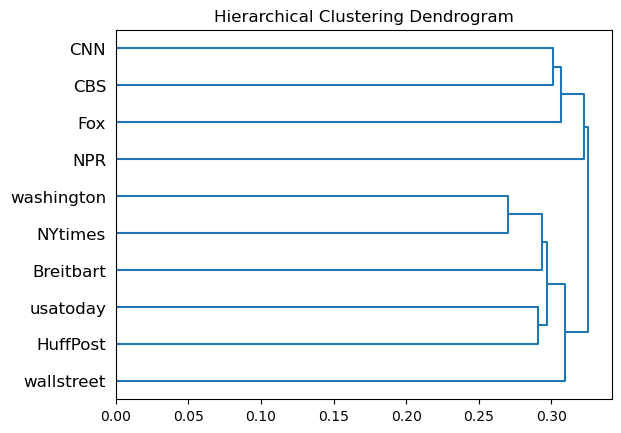 Hierarchical Clustering Dendrogram
CNN
CBS
Fox
NPR
washington
NYtimes
Breitbart
usatoday
HuffPost
wallstreet
0.00 0.05 0.10 0.15 0.20 0.25 0.30